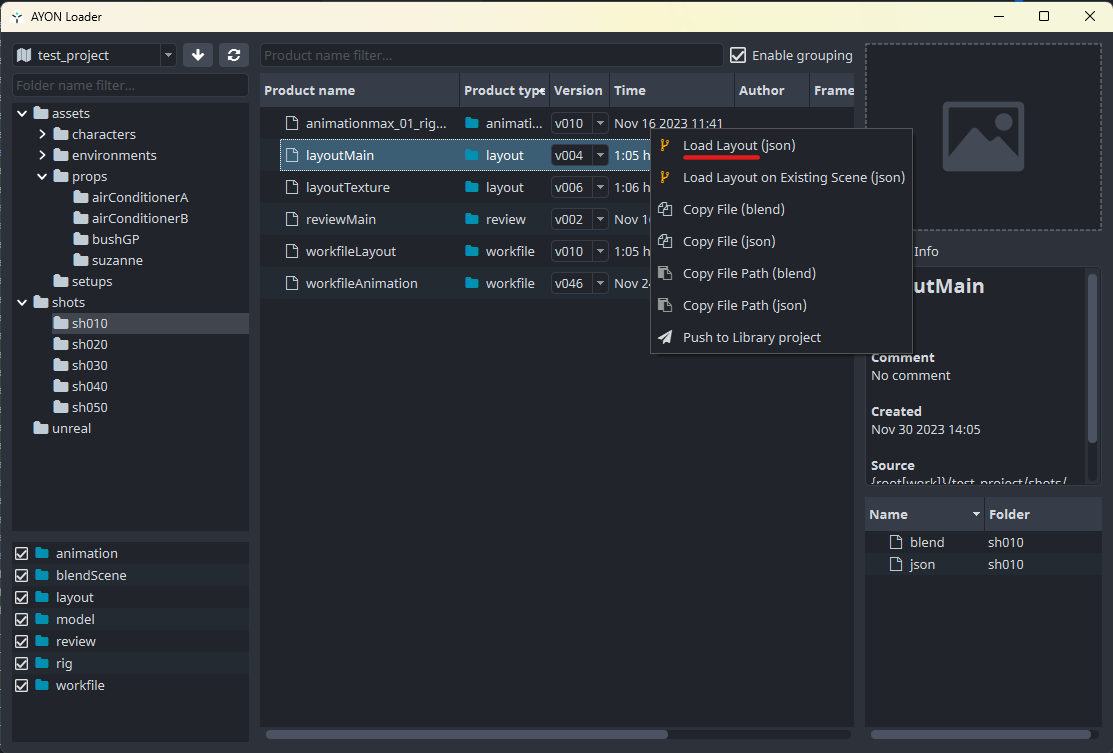 AYON Loader
test_project
Folder name filter...
assets
characters
environments
props
airConditionerA
airConditionerB
bushGP
suzanne
setups
shots
sh010
sh020
sh030
sh040
sh050
unreal
animation
blendScene
layout
model
review
rig
workfile
Product name filter...
Enable grouping
Product name Product type Version Time Author Frame
animationmax_01_rig... animati... v010 Nov 16 2023 11:41
layoutMain layout v004 1:05 h
layoutTexture layout v006 1:06 h
reviewMain review v002 Nov 1
workfileLayout workfile v010 1:05 h
workfileAnimation workfile v046 Nov 2
Load Layout (json)
Load Layout on Existing Scene (json)
Copy File (blend)
Copy File (json)
Copy File Path (blend)
Copy File Path (json)
Push to Library project
Info
utMain
Comment
No comment
Created
Nov 30 2023 14:05
Source
{root[work]}/test_project/shots/
Name Folder
blend sh010
json sh010